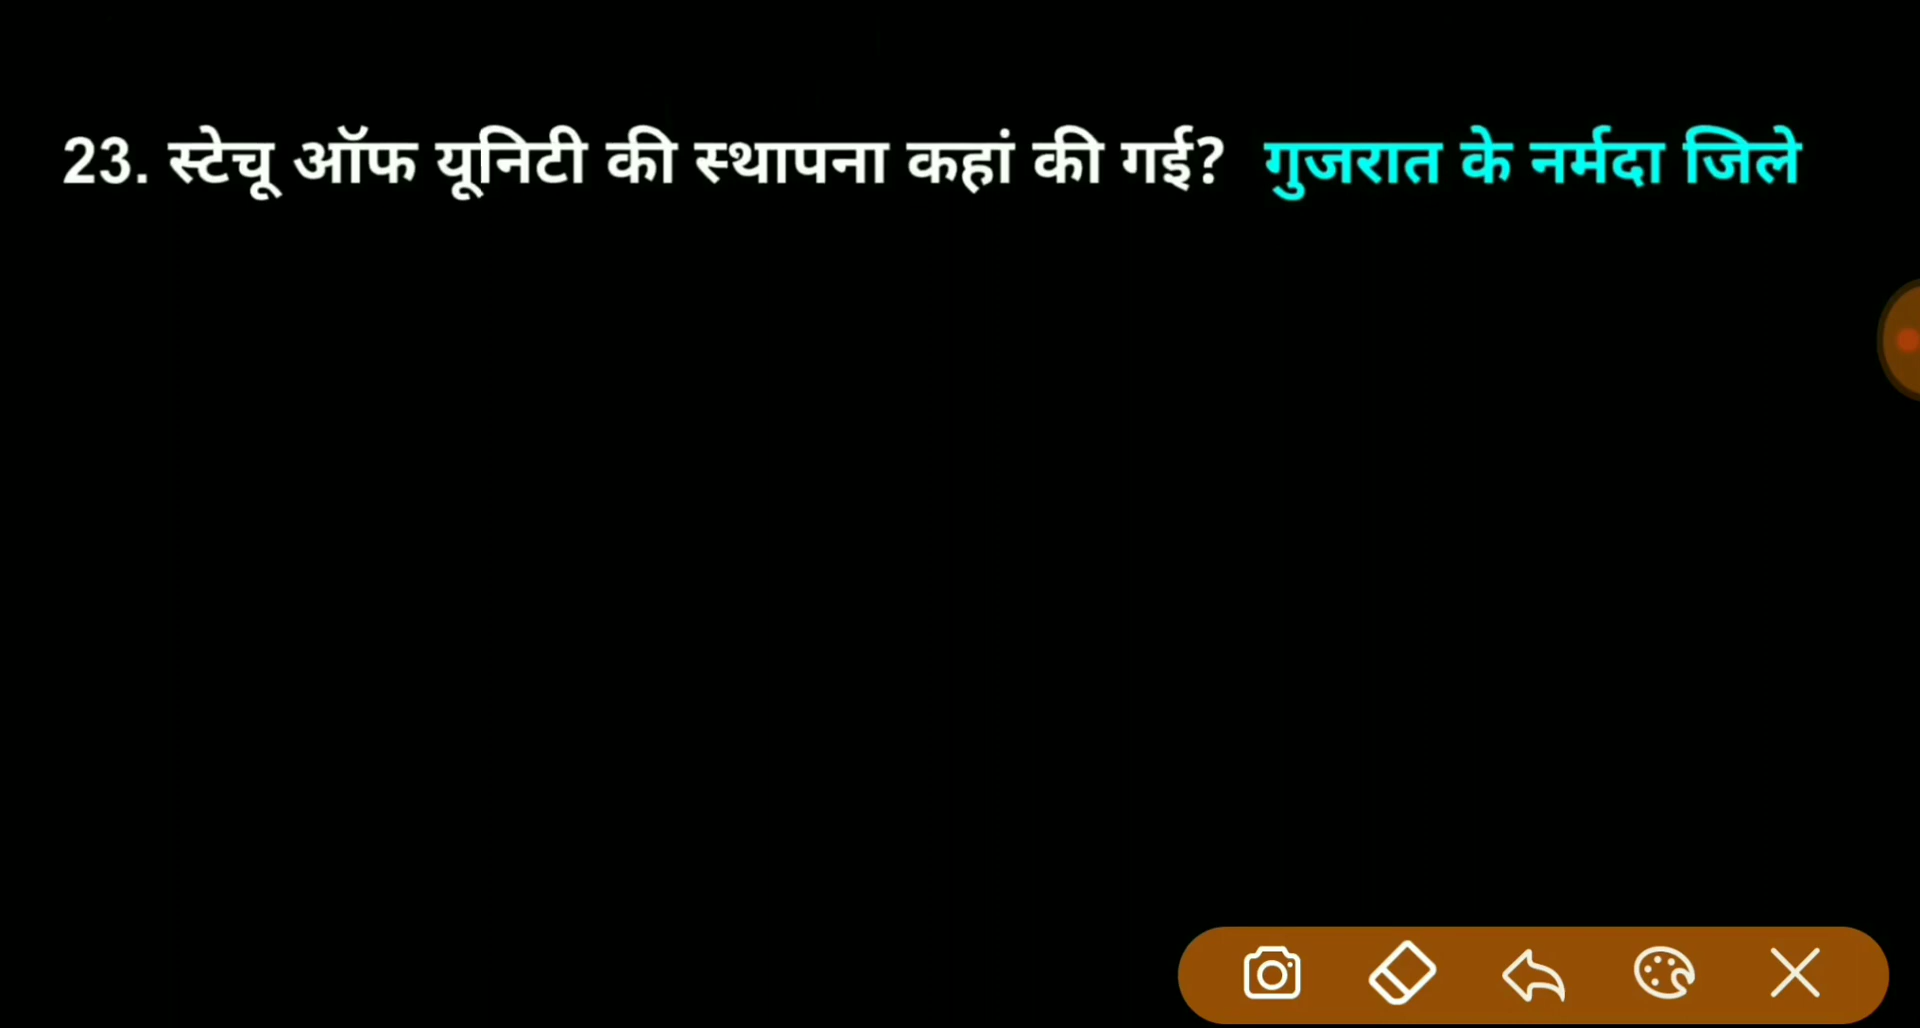 23. स्टेचू ऑफ यूनिटी की स्थापना कहां की गई? गुजरात के नर्मदा जिले